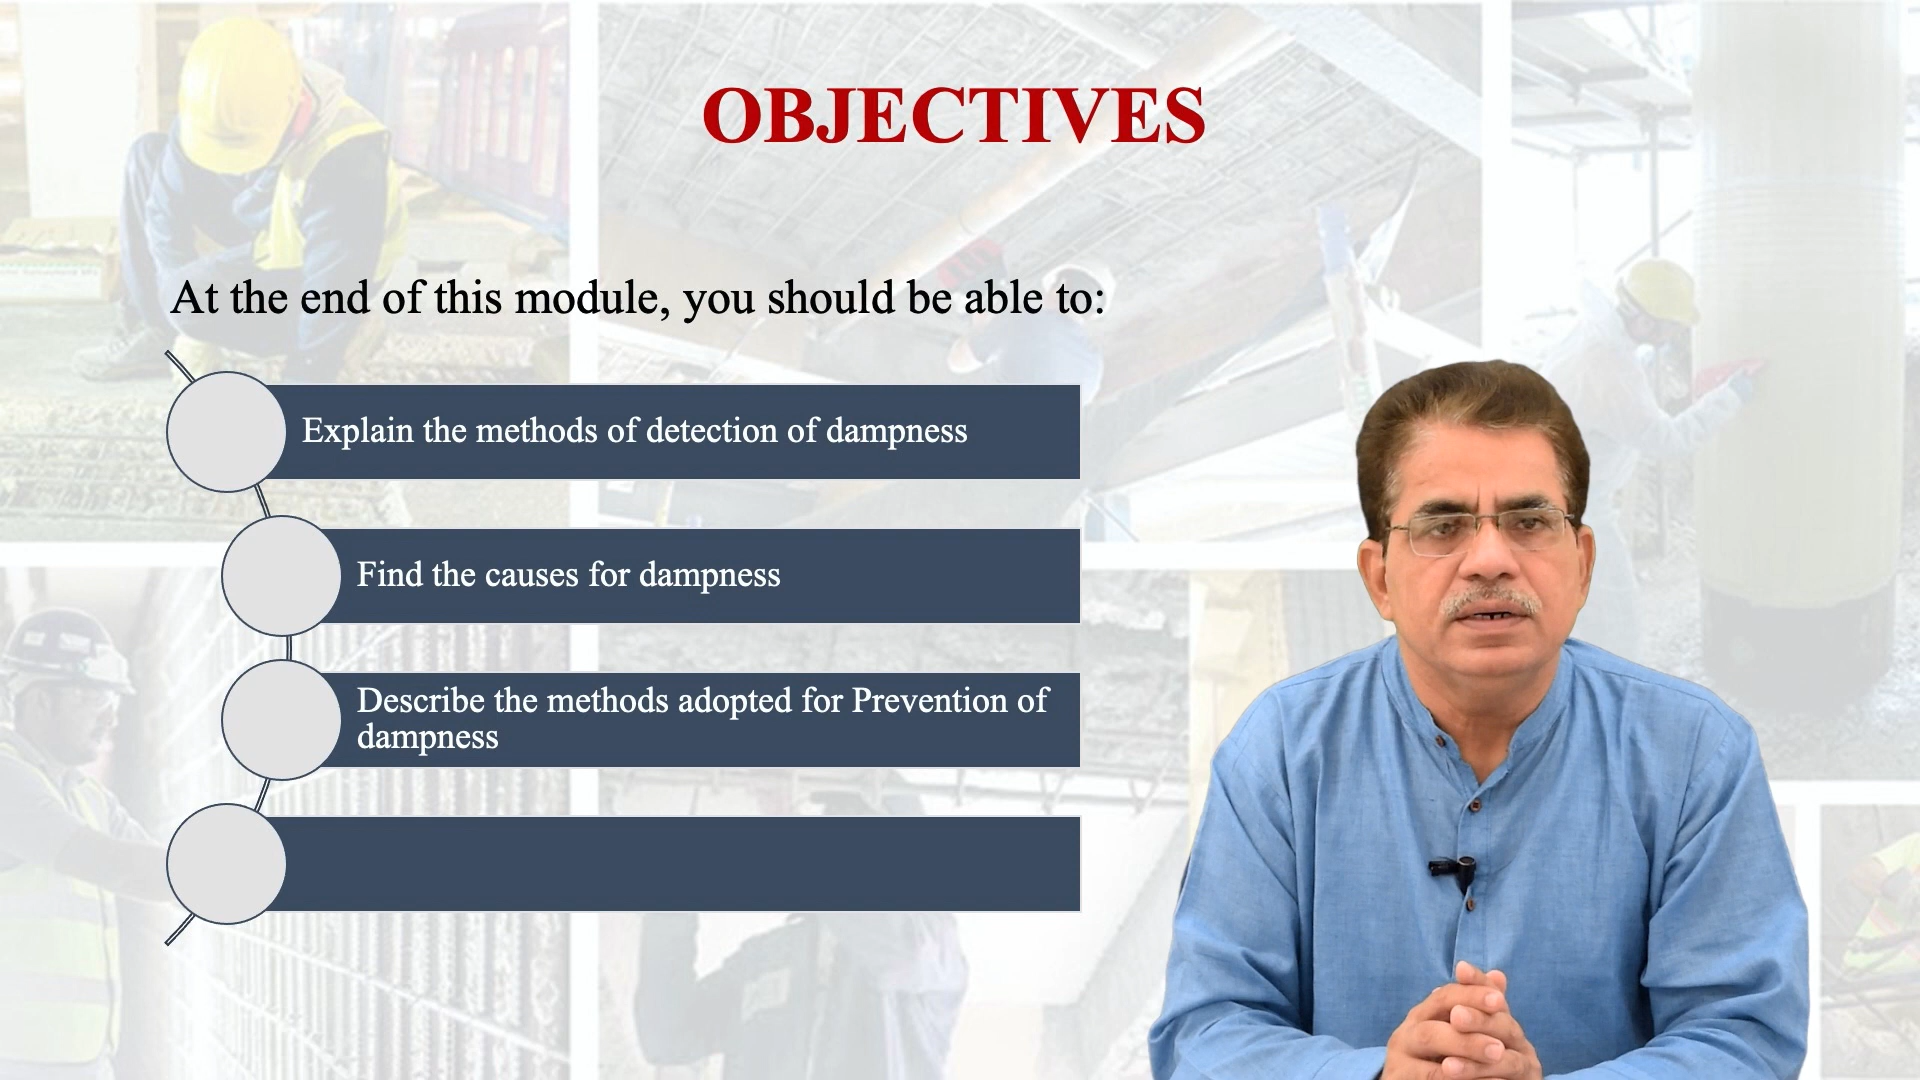 OBJECTIVES
At the end of this module, you should be able to:
Explain the methods of detection of dampness
Find the causes for dampness
Describe the methods adopted for Prevention of
dampness